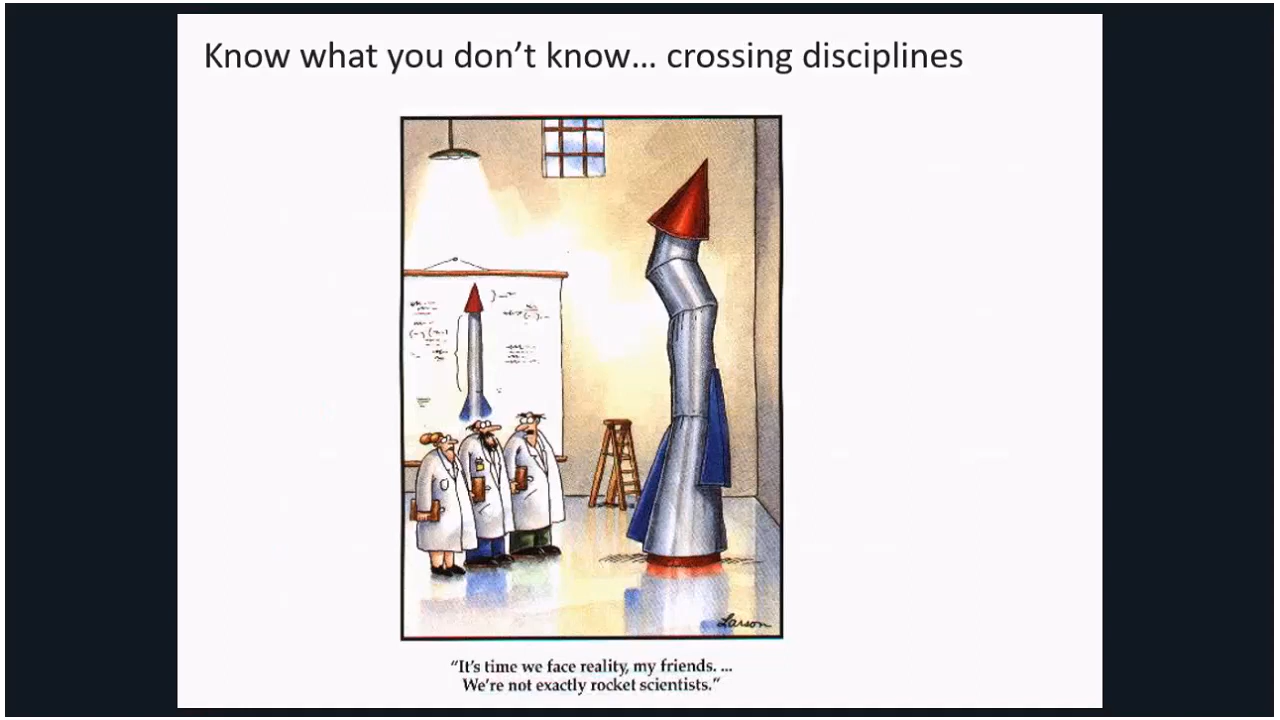 Know what you don’t know… crossing disciplines
Larson
“It’s time we face reality, my friends. ...
We’re not exactly rocket scientists.”